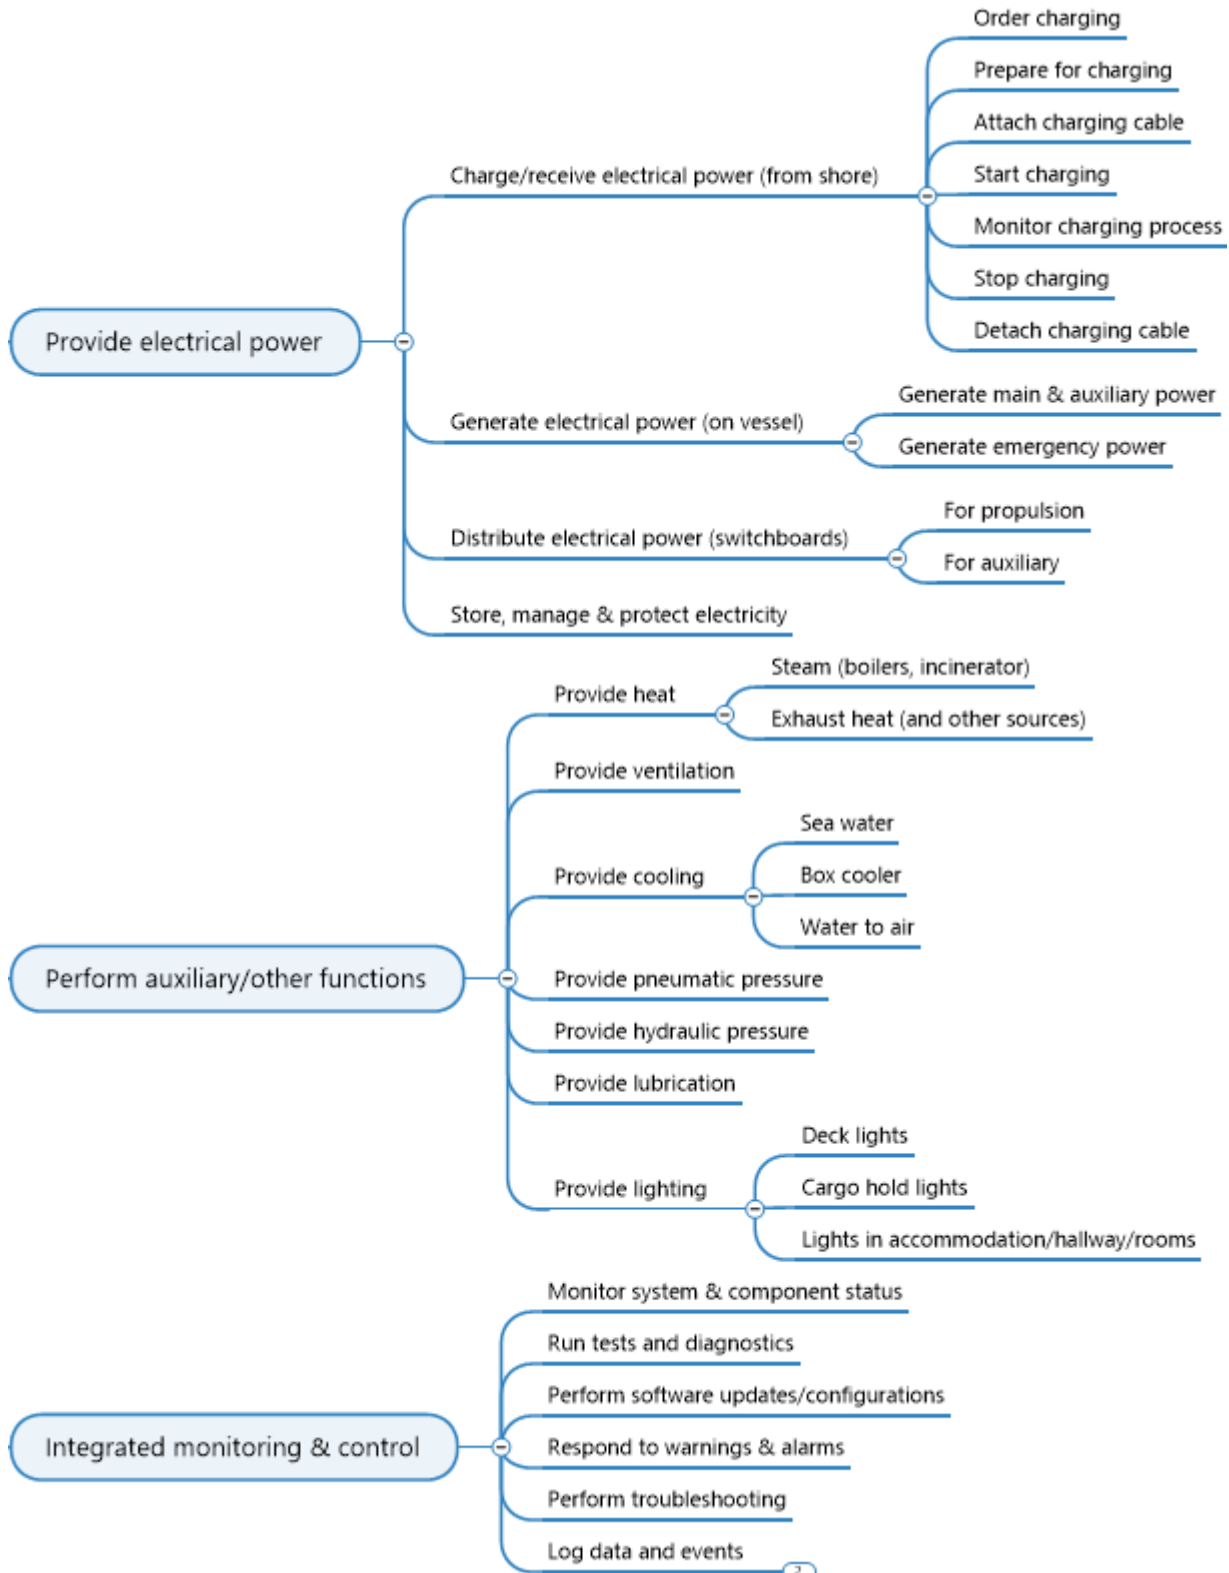 Provide electrical power
Charge/receive electrical power (from shore)
Order charging
Prepare for charging
Attach charging cable
Start charging
Monitor charging process
Stop charging
Detach charging cable
Generate electrical power (on vessel)
Generate main & auxiliary power
Generate emergency power
Distribute electrical power (switchboards)
For propulsion
For auxiliary
Store, manage & protect electricity
Perform auxiliary/other functions
Provide heat
Steam (boilers, incinerator)
Exhaust heat (and other sources)
Provide ventilation
Provide cooling
Sea water
Box cooler
Water to air
Provide pneumatic pressure
Provide hydraulic pressure
Provide lubrication
Provide lighting
Deck lights
Cargo hold lights
Lights in accommodation/hallway/rooms
Integrated monitoring & control
Monitor system & component status
Run tests and diagnostics
Perform software updates/configurations
Respond to warnings & alarms
Perform troubleshooting
Log data and events